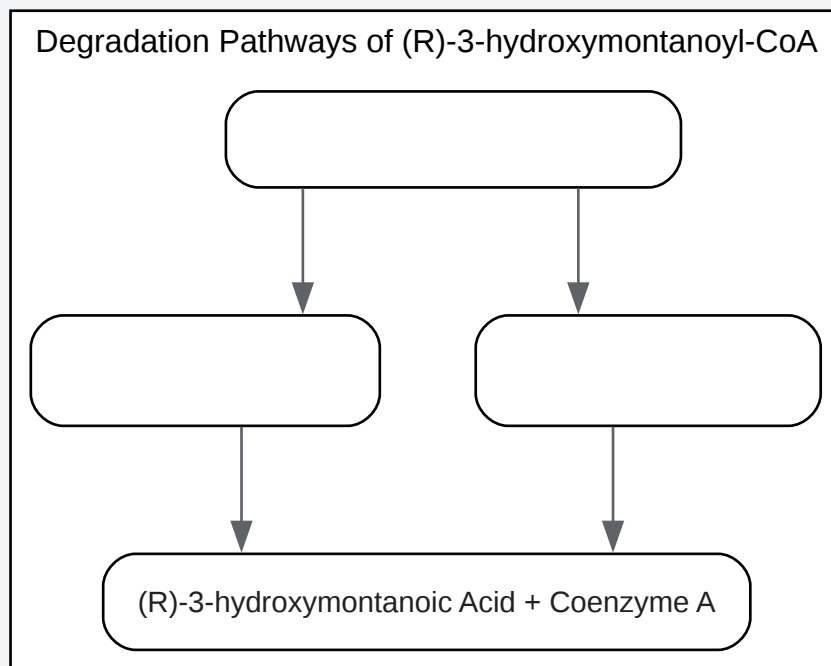 Degradation Pathways of (R)-3-hydroxymontanoyl-CoA
(R)-3-hydroxymontanoic Acid + Coenzyme A